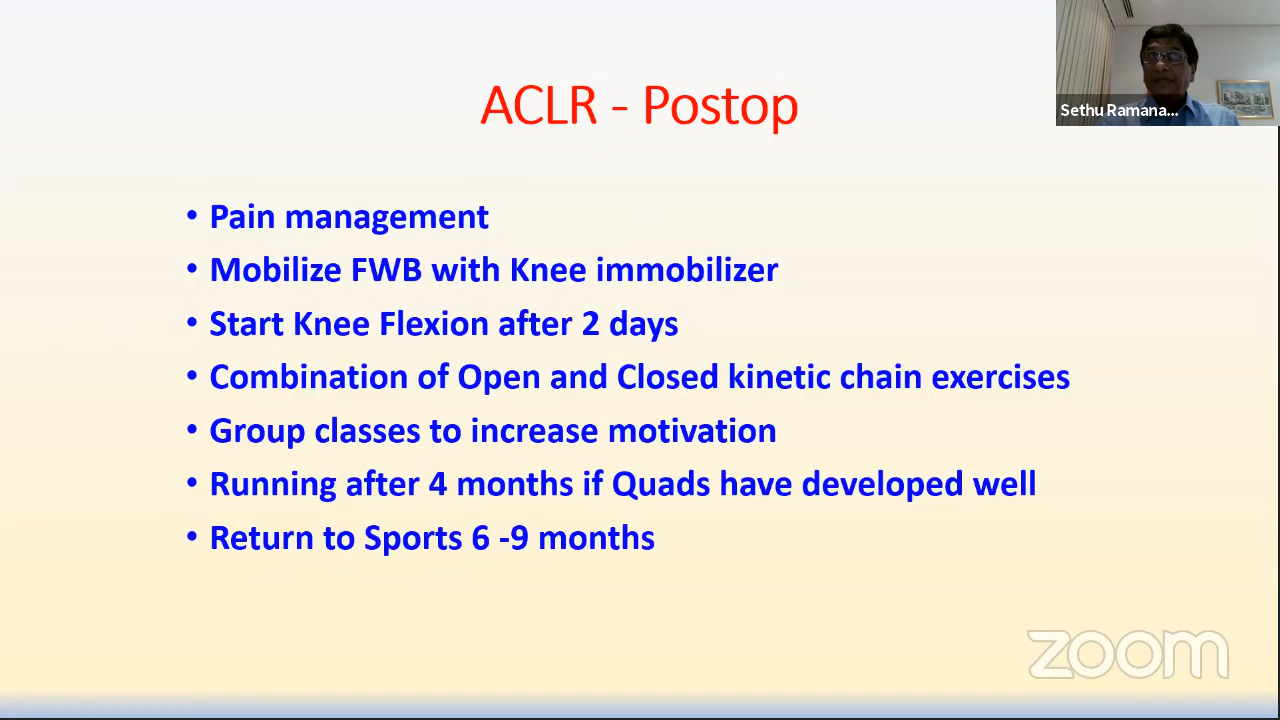 ACLR - Postop
Sethu Ramana...
• Pain management
• Mobilize FWB with Knee immobilizer
• Start Knee Flexion after 2 days
• Combination of Open and Closed kinetic chain exercises
• Group classes to increase motivation
• Running after 4 months if Quads have developed well
• Return to Sports 6 -9 months
zoom